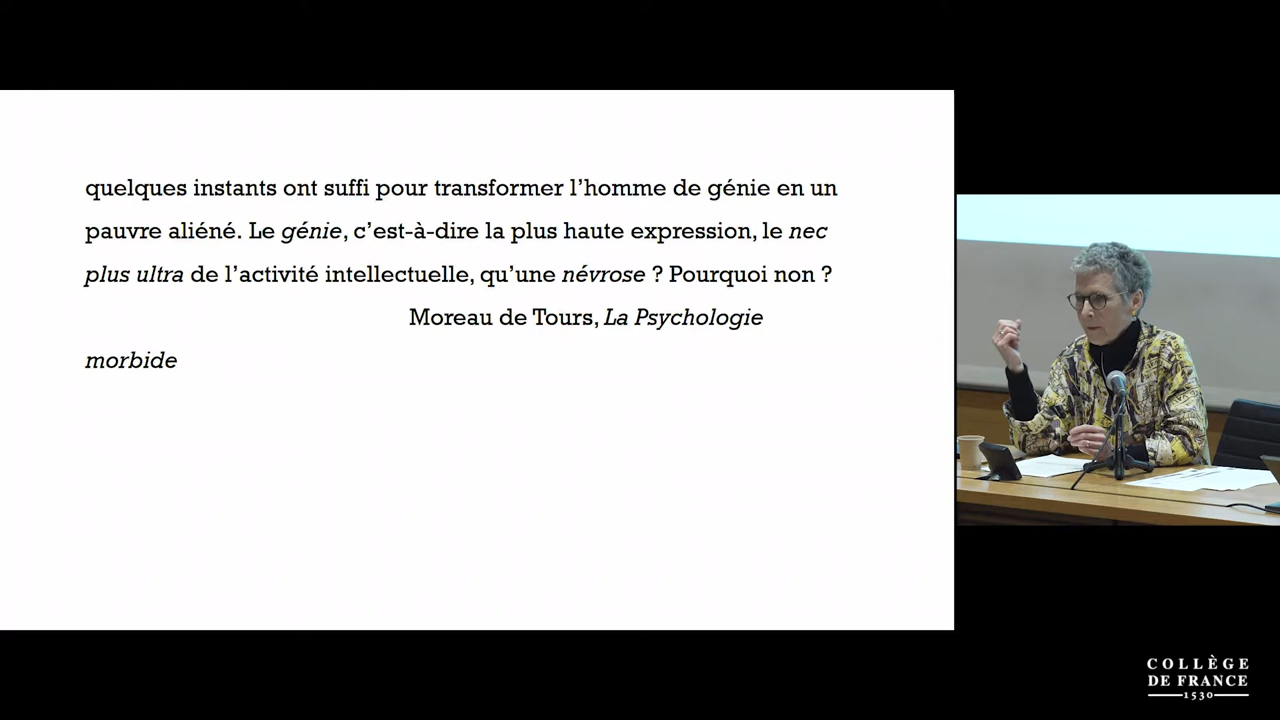 quelques instants ont suffi pour transformer l’homme de génie en un
pauvre aliéné. Le génie, c’est-à-dire la plus haute expression, le nec
plus ultra de l’activité intellectuelle, qu’une névrose ? Pourquoi non ?
Moreau de Tours, La Psychologie
morbide
COLLÈGE
DE FRANCE
1530